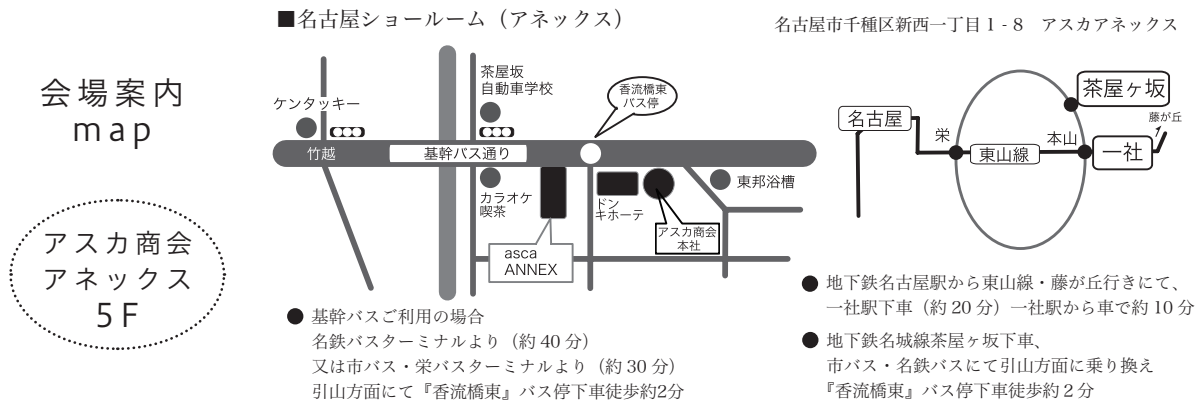 会場案内
map
アスカ商会
アネックス
5F
■名古屋ショールーム（アネックス）
ケンタッキー
竹越
茶屋坂
自動車学校
基幹バス通り
香流橋東
バス停
カラオケ
喫茶
ドン
キホーテ
東邦浴槽
アスカ商会
本社
asca
ANNEX
● 基幹バスご利用の場合
名鉄バスターミナルより（約 40 分）
又は市バス・栄バスターミナルより（約 30 分）
引山方面にて『香流橋東』バス停下車徒歩約2分
名古屋市千種区新西一丁目 1 - 8　アスカアネックス
名古屋
栄
東山線
本山
茶屋ヶ坂
一社
藤が丘
● 地下鉄名古屋駅から東山線・藤が丘行きにて、
一社駅下車（約 20 分）一社駅から車で約 10 分
● 地下鉄名城線茶屋ヶ坂下車、
市バス・名鉄バスにて引山方面に乗り換え
『香流橋東』バス停下車徒歩約 2 分